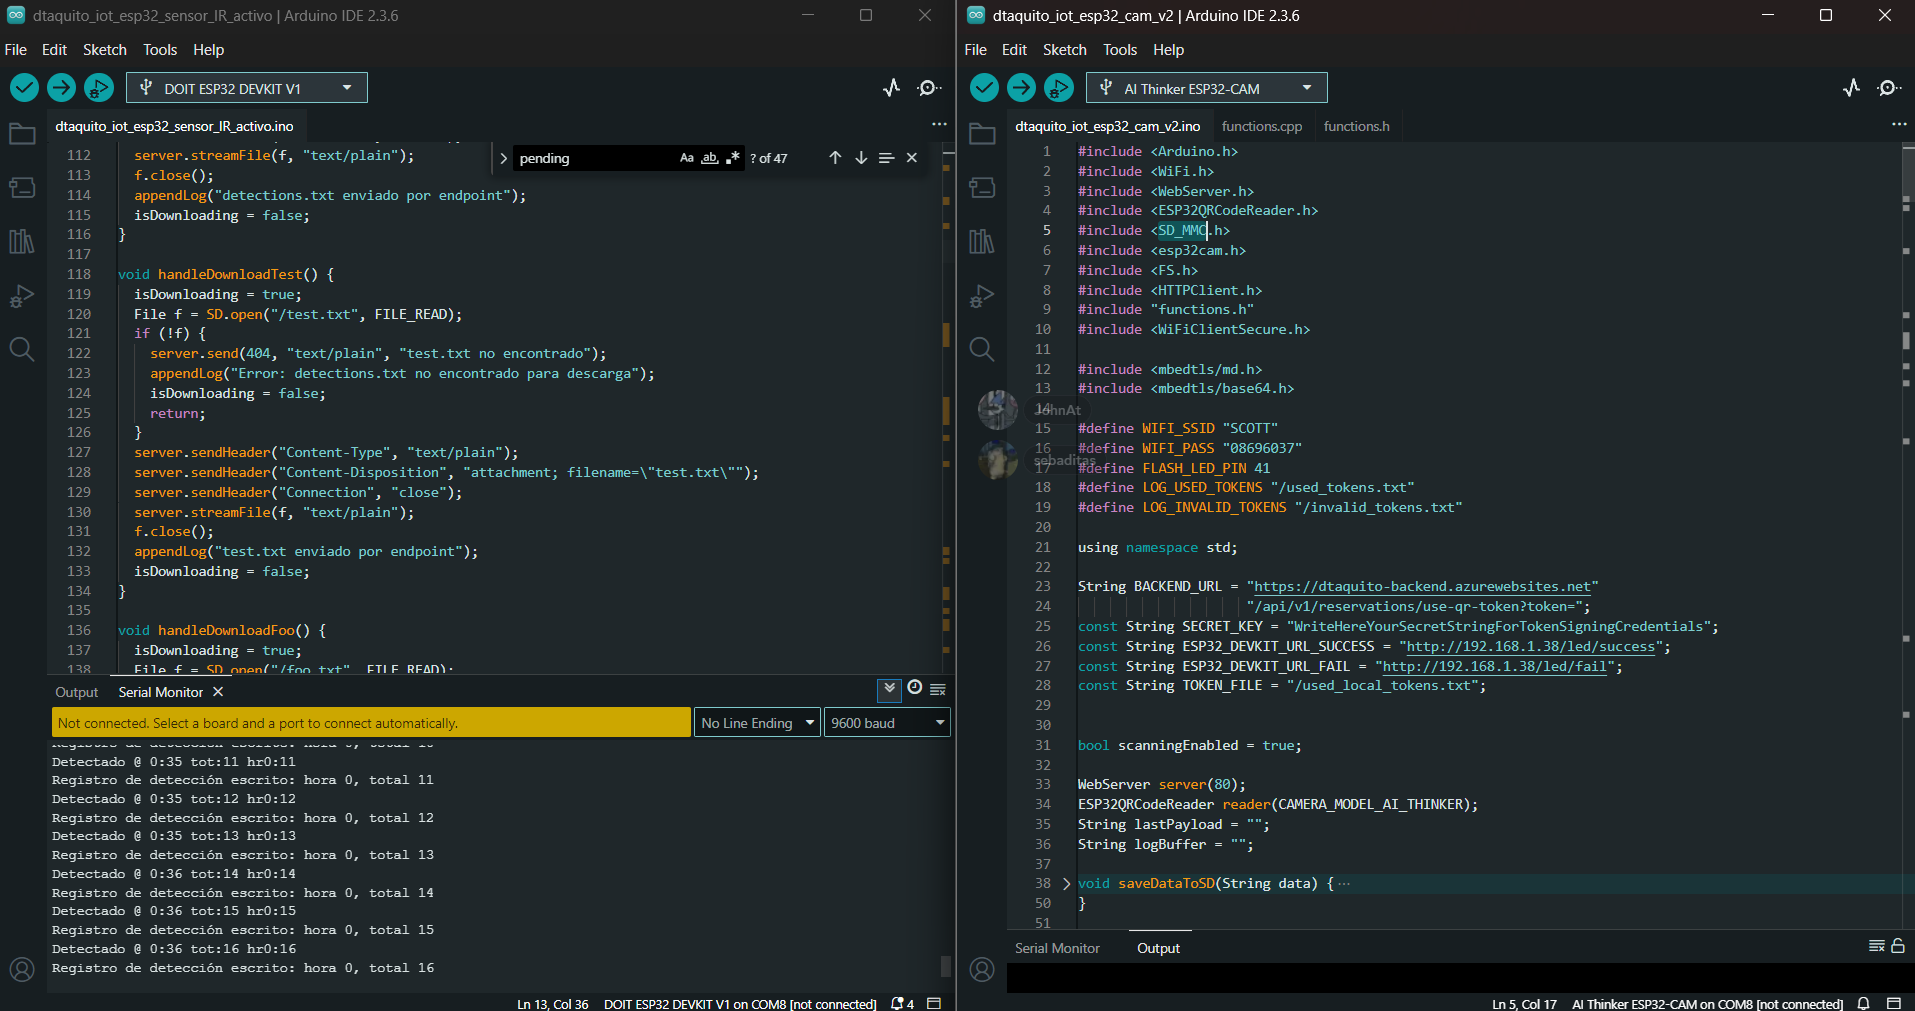 dtaquito_iot_esp32_sensor_IR_activo | Arduino IDE 2.3.6
File Edit Sketch Tools Help
DOIT ESP32 DEVKIT V1
dtaquito_iot_esp32_sensor_IR_activo.ino
pending
Aa ab .* ? of 47
112 server.streamFile(f, "text/plain");
113 f.close();
114 appendLog("detections.txt enviado por endpoint");
115 isDownloading = false;
116 }
117
118 void handleDownloadTest() {
119 isDownloading = true;
120 File f = SD.open("/test.txt", FILE_READ);
121 if (!f) {
122 server.send(404, "text/plain", "test.txt no encontrado");
123 appendLog("Error: detections.txt no encontrado para descarga");
124 isDownloading = false;
125 return;
126 }
127 server.sendHeader("Content-Type", "text/plain");
128 server.sendHeader("Content-Disposition", "attachment; filename=\"test.txt\"");
129 server.sendHeader("Connection", "close");
130 server.streamFile(f, "text/plain");
131 f.close();
132 appendLog("test.txt enviado por endpoint");
133 isDownloading = false;
134 }
135
136 void handleDownloadFoo() {
137 isDownloading = true;
138 File f = SD.open("/foo.txt", FILE_READ);
Output Serial Monitor
Not connected. Select a board and a port to connect automatically.
No Line Ending 9600 baud
Registro de detección escrito: hora 0, total 10
Detectado @ 0:35 tot:11 hr0:11
Registro de detección escrito: hora 0, total 11
Detectado @ 0:35 tot:12 hr0:12
Registro de detección escrito: hora 0, total 12
Detectado @ 0:35 tot:13 hr0:13
Registro de detección escrito: hora 0, total 13
Detectado @ 0:36 tot:14 hr0:14
Registro de detección escrito: hora 0, total 14
Detectado @ 0:36 tot:15 hr0:15
Registro de detección escrito: hora 0, total 15
Detectado @ 0:36 tot:16 hr0:16
Registro de detección escrito: hora 0, total 16
Ln 13, Col 36 DOIT ESP32 DEVKIT V1 on COM8 [not connected] 4
dtaquito_iot_esp32_cam_v2 | Arduino IDE 2.3.6
File Edit Sketch Tools Help
AI Thinker ESP32-CAM
dtaquito_iot_esp32_cam_v2.ino functions.cpp functions.h
1 #include <Arduino.h>
2 #include <WiFi.h>
3 #include <WebServer.h>
4 #include <ESP32QRCodeReader.h>
5 #include <SD_MMC.h>
6 #include <esp32cam.h>
7 #include <FS.h>
8 #include <HTTPClient.h>
9 #include "functions.h"
10 #include <WiFiClientSecure.h>
11
12 #include <mbedtls/md.h>
13 #include <mbedtls/base64.h>
14
JohnAt
15 #define WIFI_SSID "SCOTT"
16 #define WIFI_PASS "08696037"
sebaditas
17 #define FLASH_LED_PIN 41
18 #define LOG_USED_TOKENS "/used_tokens.txt"
19 #define LOG_INVALID_TOKENS "/invalid_tokens.txt"
20
21 using namespace std;
22
23 String BACKEND_URL = "https://dtaquito-backend.azurewebsites.net"
24 "/api/v1/reservations/use-qr-token?token=";
25 const String SECRET_KEY = "WriteHereYourSecretStringForTokenSigningCredentials";
26 const String ESP32_DEVKIT_URL_SUCCESS = "http://192.168.1.38/led/success";
27 const String ESP32_DEVKIT_URL_FAIL = "http://192.168.1.38/led/fail";
28 const String TOKEN_FILE = "/used_local_tokens.txt";
29
30
31 bool scanningEnabled = true;
32
33 WebServer server(80);
34 ESP32QRCodeReader reader(CAMERA_MODEL_AI_THINKER);
35 String lastPayload = "";
36 String logBuffer = "";
37
38 void saveDataToSD(String data) { ...
50 }
51
Serial Monitor Output
Ln 5, Col 17 AI Thinker ESP32-CAM on COM8 [not connected]